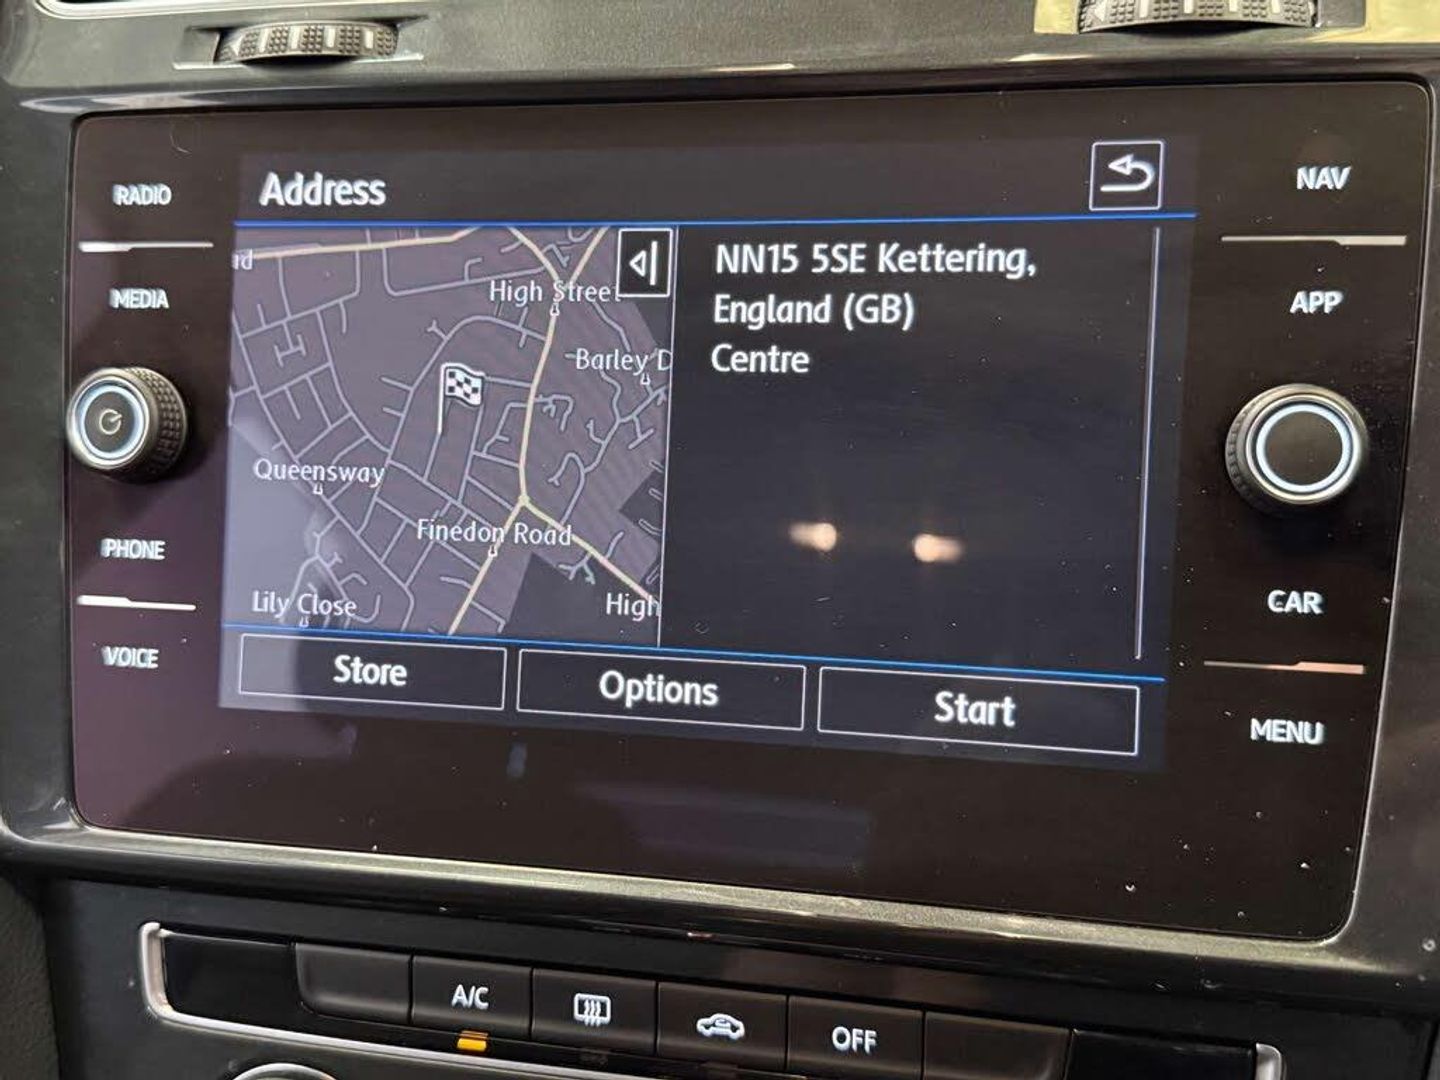 RADIO
MEDIA
PHONE
VOICE
Address
High Street
Barley D
Queensway
Finedon Road
Lily Close
High
NN15 5SE Kettering,
England (GB)
Centre
Store
Options
Start
NAV
APP
CAR
MENU
A/C
OFF